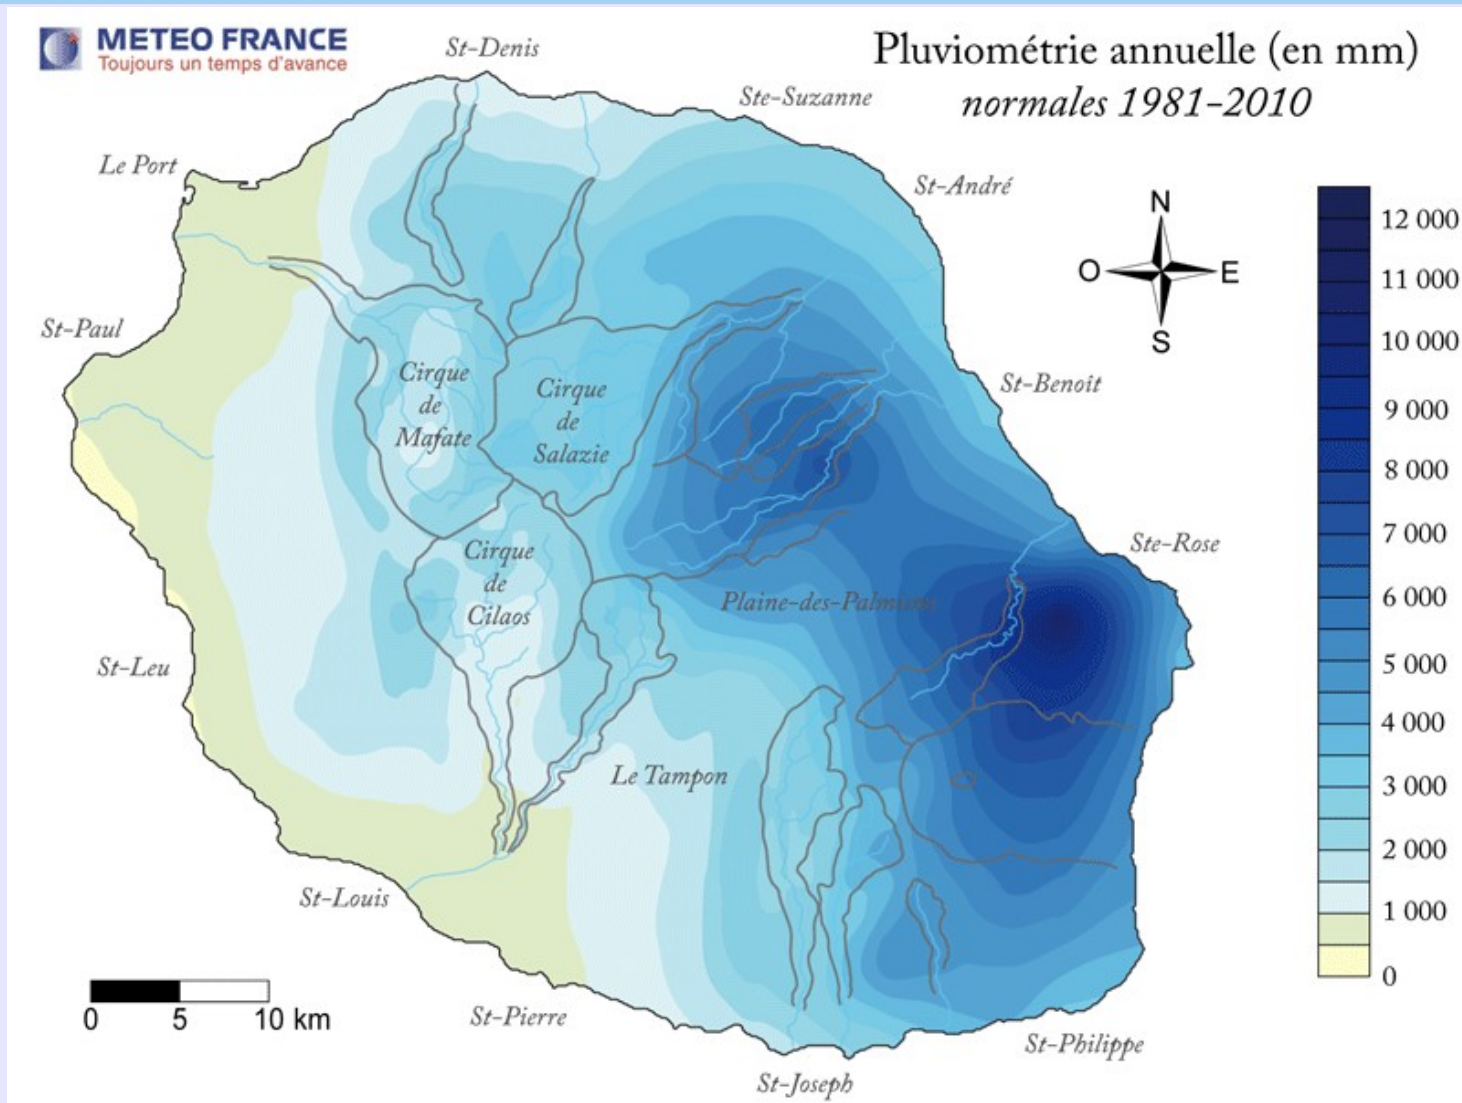 METEO FRANCE
Toujours un temps d'avance
Pluviométrie annuelle (en mm)
normales 1981-2010
St-Denis
Ste-Suzanne
Le Port
St-André
N
O
E
S
St-Paul
Cirque
de
Mafate
Cirque
de
Salazie
St-Benoît
Cirque
de
Cilaos
Ste-Rose
Plaine-des-Palmistes
St-Leu
Le Tampon
St-Louis
St-Pierre
St-Philippe
St-Joseph
12 000
11 000
10 000
9 000
8 000
7 000
6 000
5 000
4 000
3 000
2 000
1 000
0
0 5 10 km